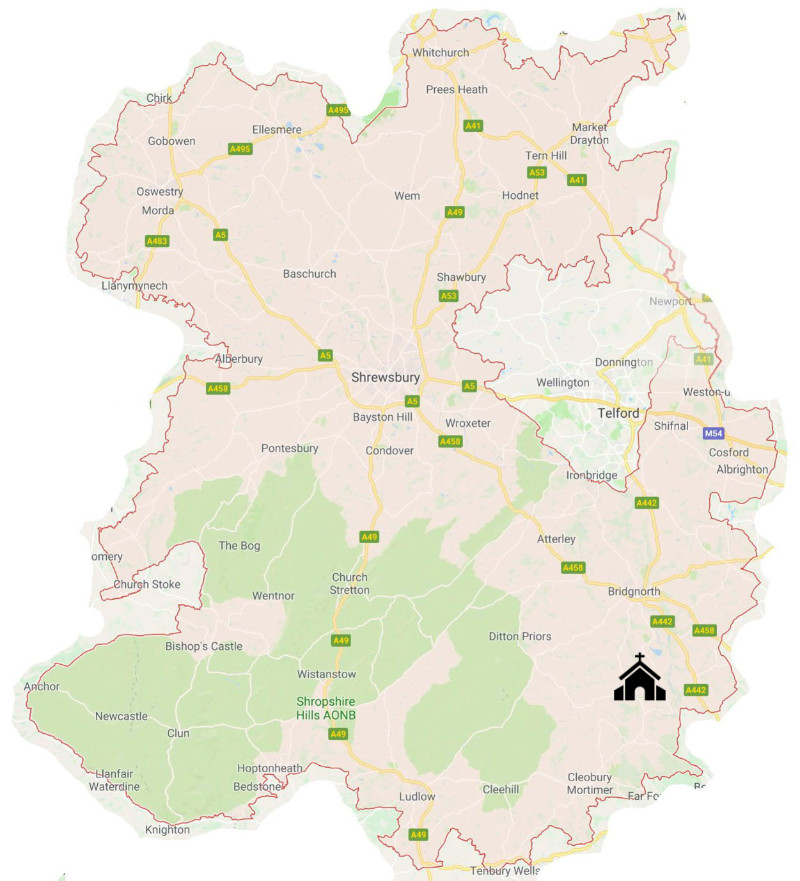 M
Whitchurch
Prees Heath
Chirk
A495
A41
Ellesmere
Market
Drayton
Gobowen
A495
Tern Hill
A53
A41
Oswestry
Wem
Hodnet
Morda
A49
A483
A5
Baschurch
Shawbury
Llanymynech
A53
Newport
Alberbury
A5
Donnington
A41
Shrewsbury
Wellington
A458
A5
Weston-u
A5
Bayston Hill
Wroxeter
Telford
Shifnal
M54
Pontesbury
Condover
A458
Cosford
Albrighton
Ironbridge
A442
The Bog
A49
Atterley
omery
Church Stoke
Church
Stretton
A458
Wentnor
Bridgnorth
A442
A458
Bishop's Castle
A49
Ditton Priors
Anchor
Wistanstow
A442
Newcastle
Shropshire
Hills AONB
Clun
A49
Llanfair
Waterdine
Hoptonheath
Bedstone
Cleobury
Mortimer
Ludlow
Cleehill
Far Fo
Knighton
A49
Tenbury Wells